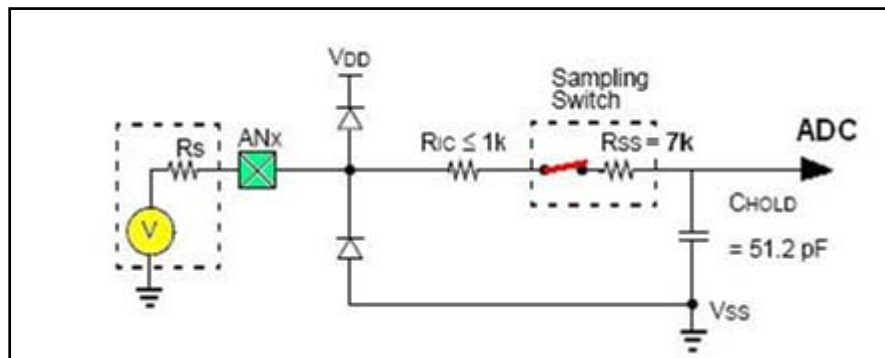 VDD
Sampling
Switch
RS
ANx
RIC ≤ 1k
RSS = 7k
ADC
V
CHOLD
= 51.2 pF
VSS